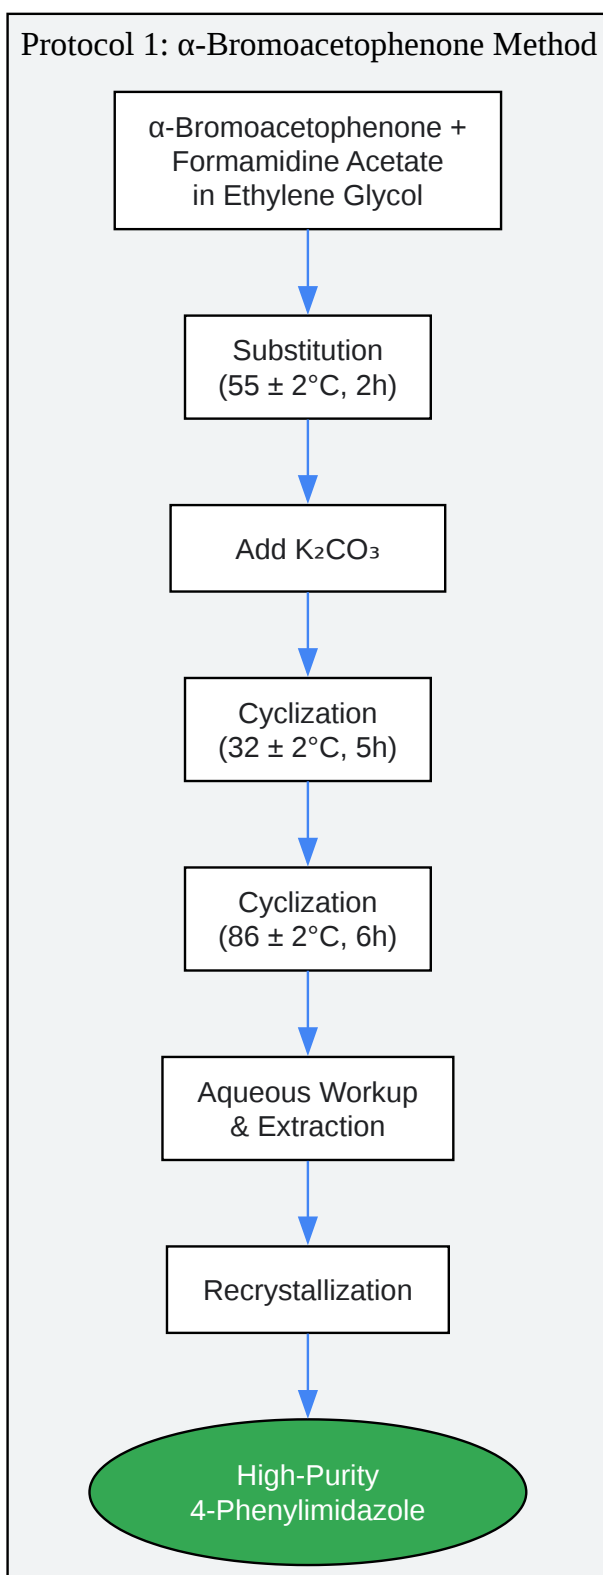 Protocol 1: α-Bromoacetophenone Method
α-Bromoacetophenone +
Formamidine Acetate
in Ethylene Glycol
Substitution
(55 ± 2°C, 2h)
Add K₂CO₃
Cyclization
(32 ± 2°C, 5h)
Cyclization
(86 ± 2°C, 6h)
Aqueous Workup
& Extraction
Recrystallization
High-Purity
4-Phenylimidazole